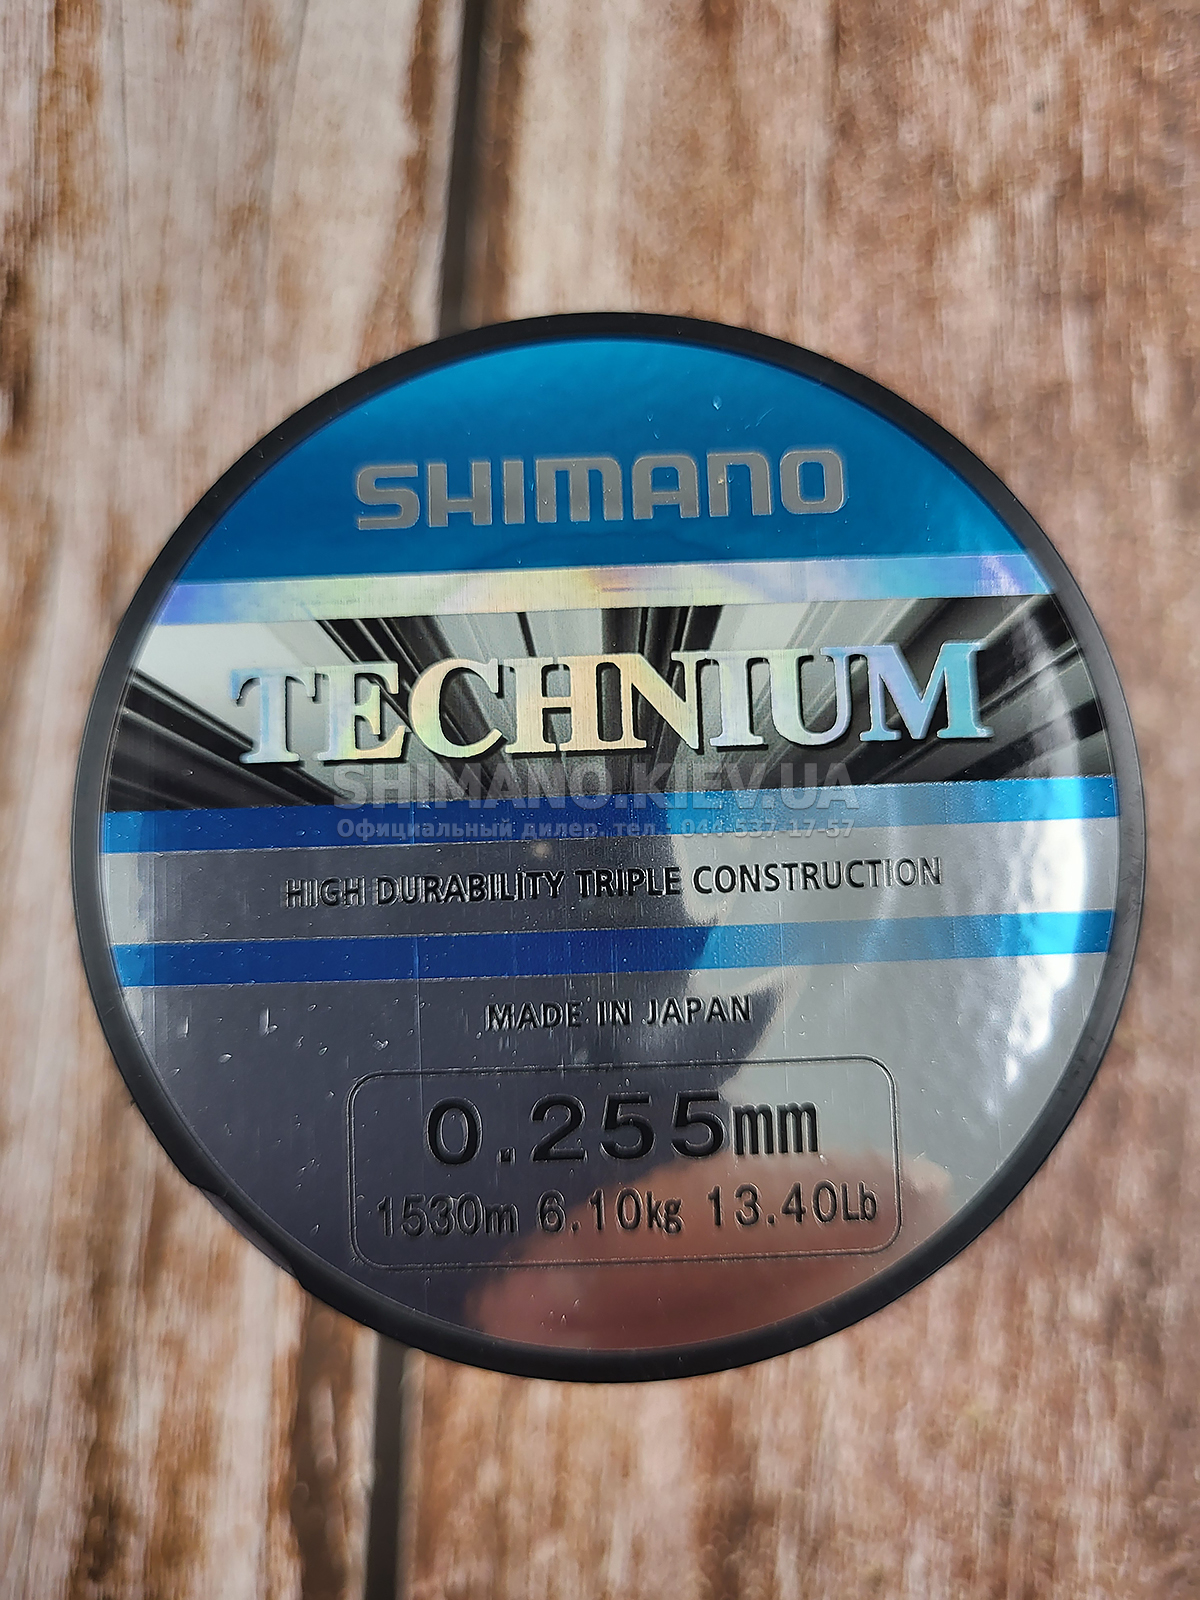 SHIMANO
TECHNIUM
SHIMANO.KIEV.UA
Официальный дилер, тел.: 044-537-17-57
HIGH DURABILITY TRIPLE CONSTRUCTION
MADE IN JAPAN
0.255mm
1530m 6.10kg 13.40Lb